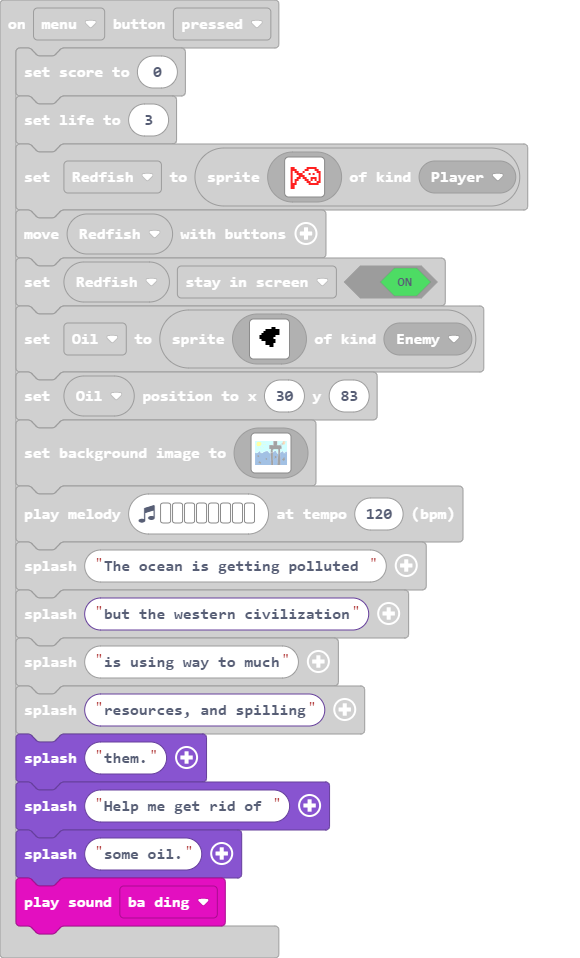 on menu button pressed
set score to 0
set life to 3
set Redfish to sprite of kind Player
move Redfish with buttons
set Redfish stay in screen ON
set Oil to sprite of kind Enemy
set Oil position to x 30 y 83
set background image to
play melody at tempo 120 (bpm)
splash "The ocean is getting polluted "
splash "but the western civilization"
splash "is using way to much"
splash "resources, and spilling"
splash "them."
splash "Help me get rid of "
splash "some oil."
play sound ba ding